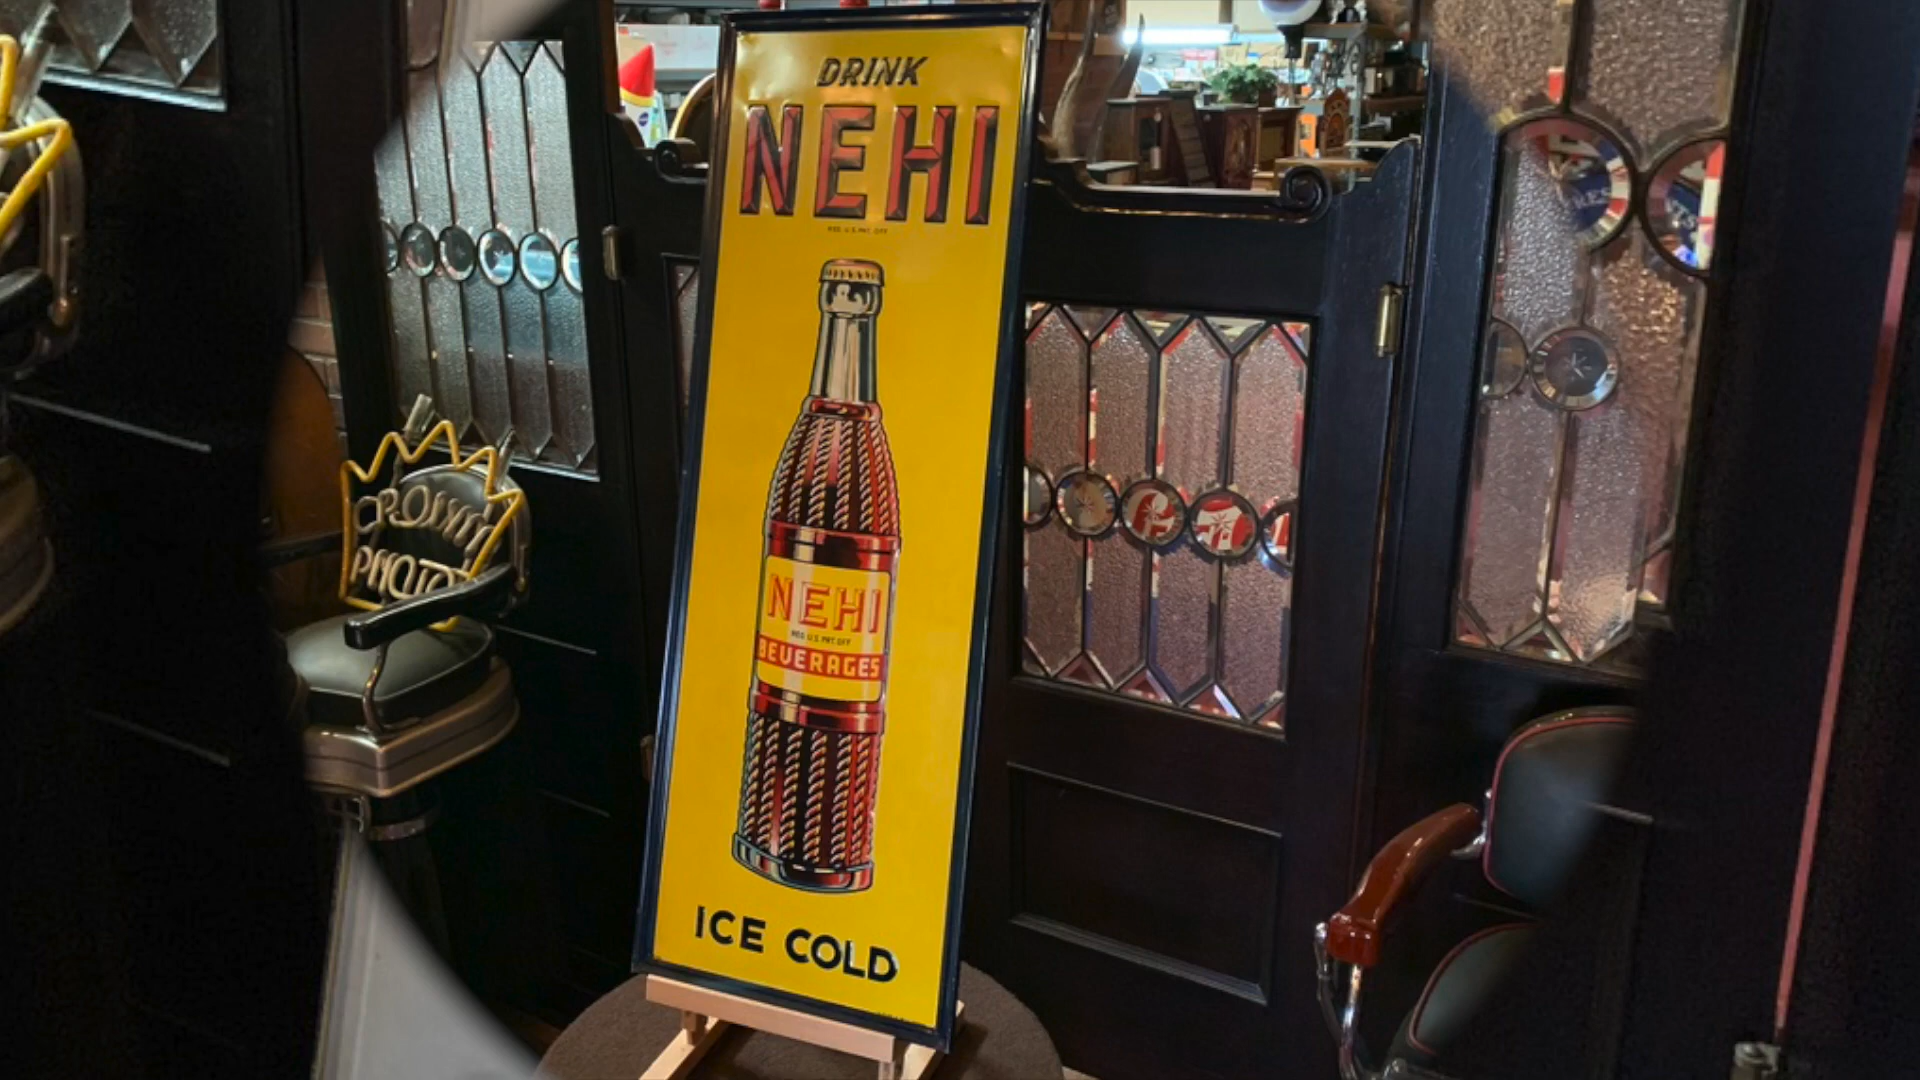 DRINK
NEHI
REG. U.S. PAT. OFF.
NEHI
REG. U.S. PAT. OFF
BEVERAGES
ICE COLD
CROWN
PHOTO